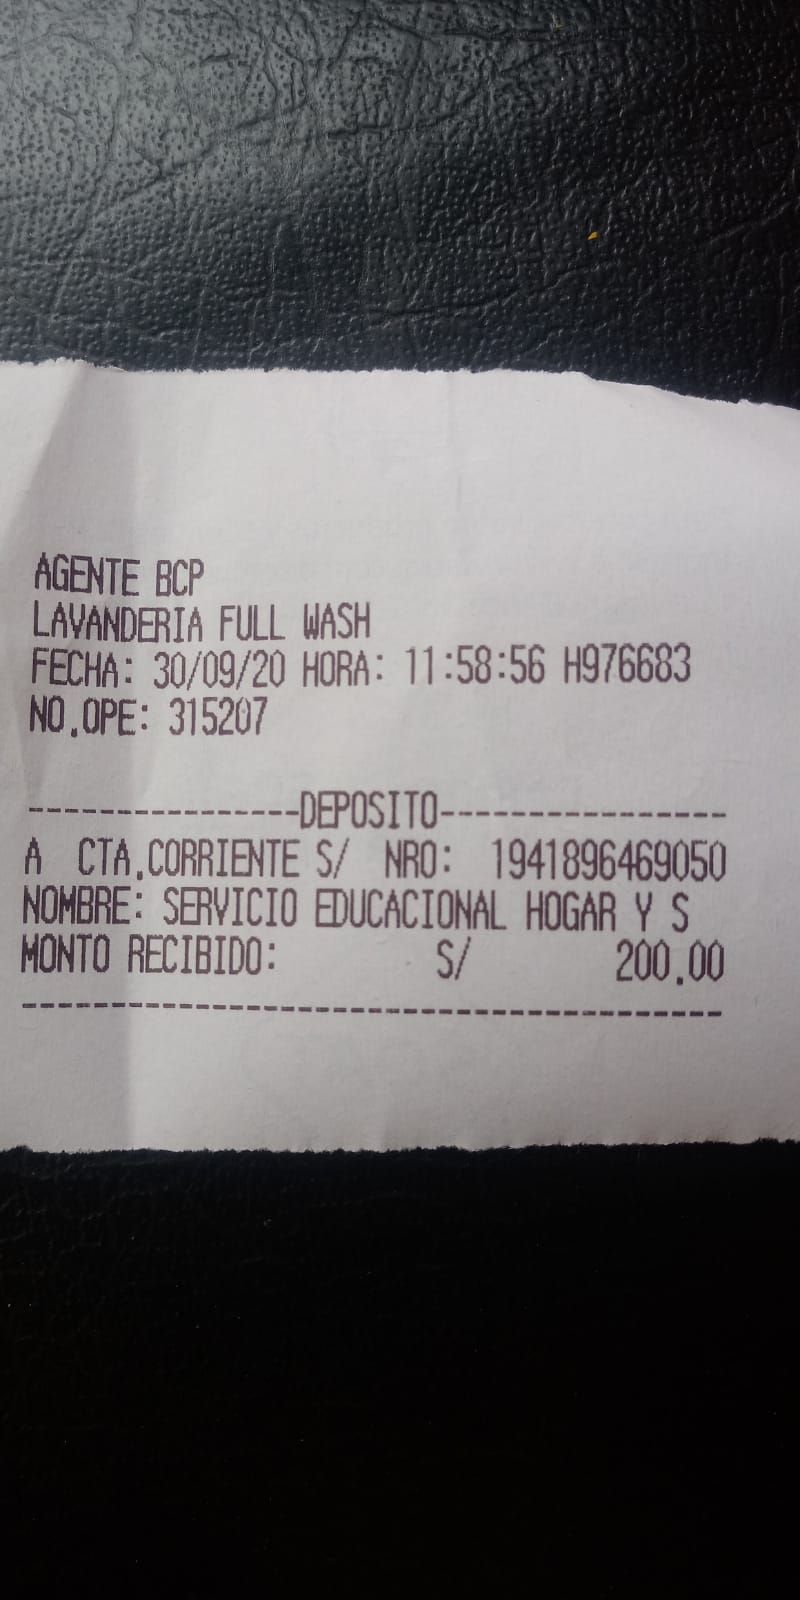 AGENTE BCP
LAVANDERIA FULL WASH
FECHA: 30/09/20 HORA: 11:58:56 H976683
NO.OPE: 315207
----------------DEPOSITO----------------
A CTA.CORRIENTE S/ NRO: 1941896469050
NOMBRE: SERVICIO EDUCACIONAL HOGAR Y S
MONTO RECIBIDO: S/ 200.00